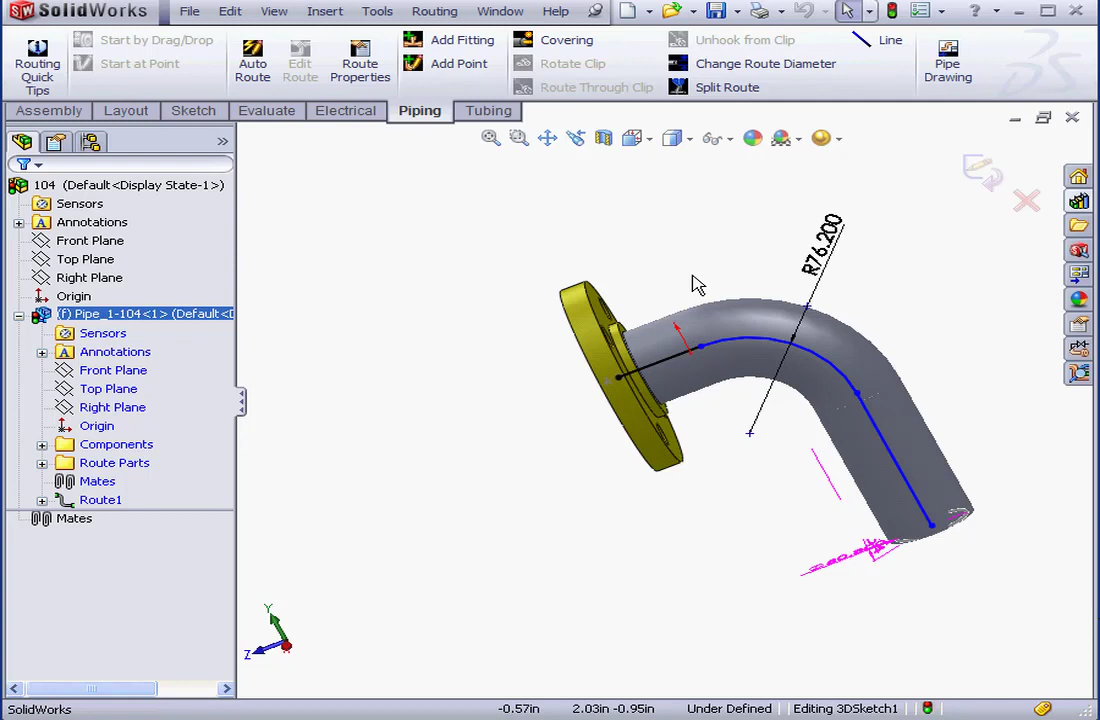 SW SolidWorks File Edit View Insert Tools Routing Window Help ?
Routing Quick Tips
Start by Drag/Drop
Start at Point
Auto Route
Edit Route
Route Properties
Add Fitting
Add Point
Covering
Rotate Clip
Route Through Clip
Unhook from Clip
Change Route Diameter
Split Route
Line
Pipe Drawing
Assembly Layout Sketch Evaluate Electrical Piping Tubing
104 (Default<Display State-1>)
Sensors
A Annotations
Front Plane
Top Plane
Right Plane
Origin
(f) Pipe_1-104<1> (Default<D
Sensors
A Annotations
Front Plane
Top Plane
Right Plane
Origin
Components
Route Parts
Mates
Route1
Mates
R76.200
Y
Z
SolidWorks -0.57in 2.03in -0.95in Under Defined Editing 3DSketch1